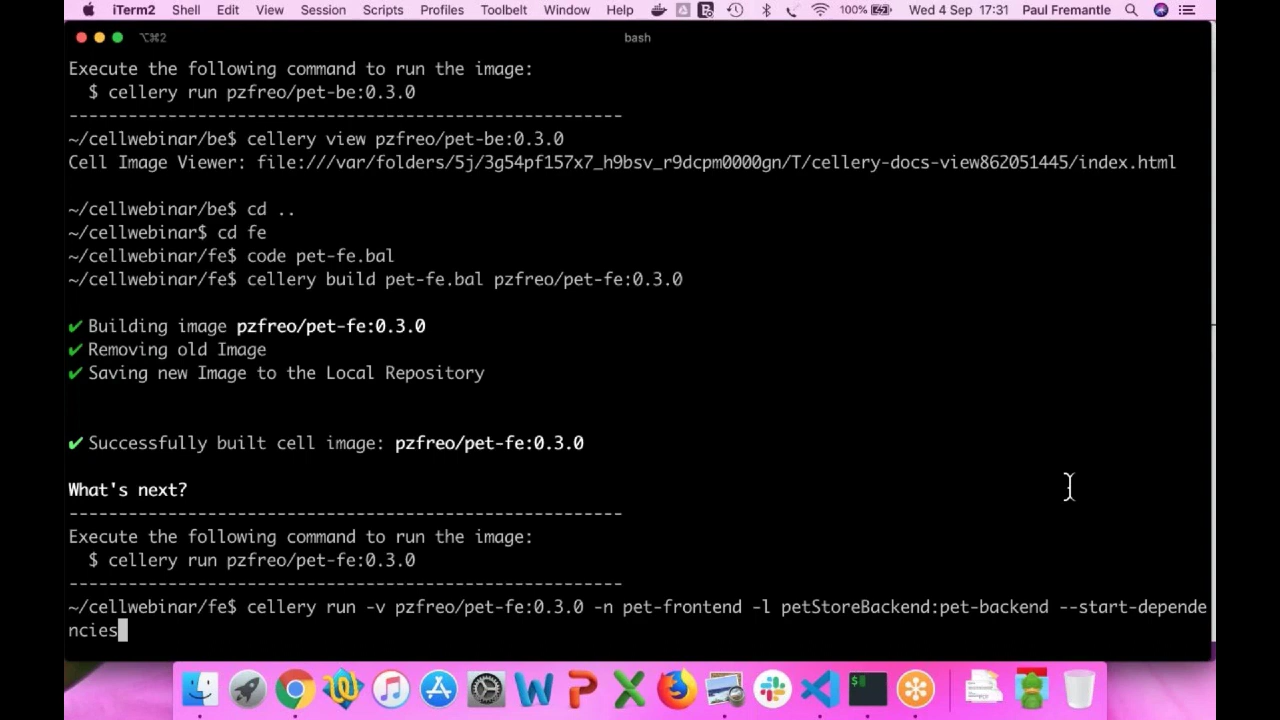 iTerm2 Shell Edit View Session Scripts Profiles Toolbelt Window Help 100% Wed 4 Sep 17:31 Paul Fremantle
⌥⌘2 bash
Execute the following command to run the image:
$ cellery run pzfreo/pet-be:0.3.0
--------------------------------------------------------
~/cellwebinar/be$ cellery view pzfreo/pet-be:0.3.0
Cell Image Viewer: file:///var/folders/5j/3g54pf157x7_h9bsv_r9dcpm0000gn/T/cellery-docs-view862051445/index.html
~/cellwebinar/be$ cd ..
~/cellwebinar$ cd fe
~/cellwebinar/fe$ code pet-fe.bal
~/cellwebinar/fe$ cellery build pet-fe.bal pzfreo/pet-fe:0.3.0
✔ Building image pzfreo/pet-fe:0.3.0
✔ Removing old Image
✔ Saving new Image to the Local Repository
✔ Successfully built cell image: pzfreo/pet-fe:0.3.0
What's next?
--------------------------------------------------------
Execute the following command to run the image:
$ cellery run pzfreo/pet-fe:0.3.0
--------------------------------------------------------
~/cellwebinar/fe$ cellery run -v pzfreo/pet-fe:0.3.0 -n pet-frontend -l petStoreBackend:pet-backend --start-depende
ncies